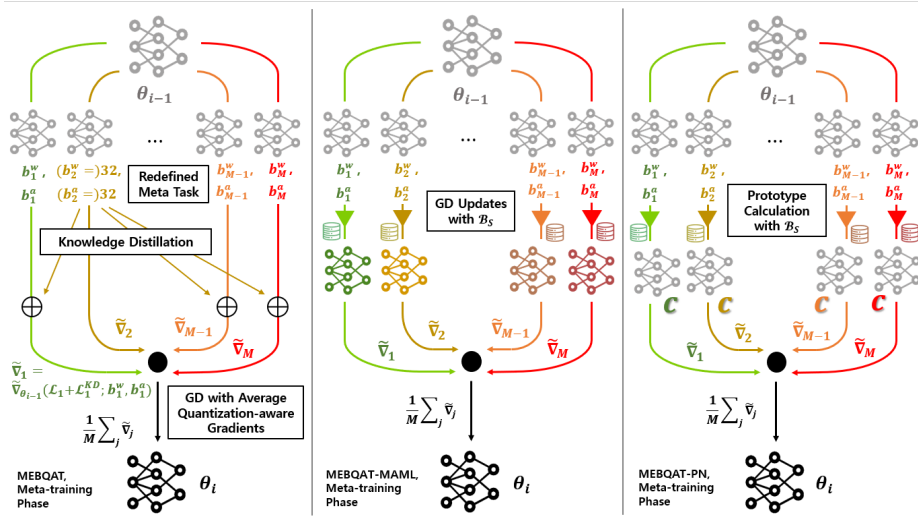 θ_{i-1}
...
b_1^w,
b_1^a
(b_2^w =)32,
(b_2^a =)32
Redefined
Meta Task
b_{M-1}^w,
b_{M-1}^a
b_M^w,
b_M^a
Knowledge Distillation
∇̃_2
∇̃_{M-1}
∇̃_M
∇̃_1 =
∇̃_{θ_{i-1}}(ℒ_1+ℒ_1^{KD}; b_1^w, b_1^a)
GD with Average
Quantization-aware
Gradients
1/M ∑_j ∇̃_j
MEBQAT,
Meta-training
Phase
θ_i
θ_{i-1}
...
b_1^w,
b_1^a
b_2^w,
b_2^a
b_{M-1}^w,
b_{M-1}^a
b_M^w,
b_M^a
GD Updates
with ℬ_S
∇̃_1
∇̃_2
∇̃_{M-1}
∇̃_M
1/M ∑_j ∇̃_j
MEBQAT-MAML,
Meta-training
Phase
θ_i
θ_{i-1}
...
b_1^w,
b_1^a
b_2^w,
b_2^a
b_{M-1}^w,
b_{M-1}^a
b_M^w,
b_M^a
Prototype
Calculation
with ℬ_S
C
C
C
C
∇̃_1
∇̃_2
∇̃_{M-1}
∇̃_M
1/M ∑_j ∇̃_j
MEBQAT-PN,
Meta-training
Phase
θ_i